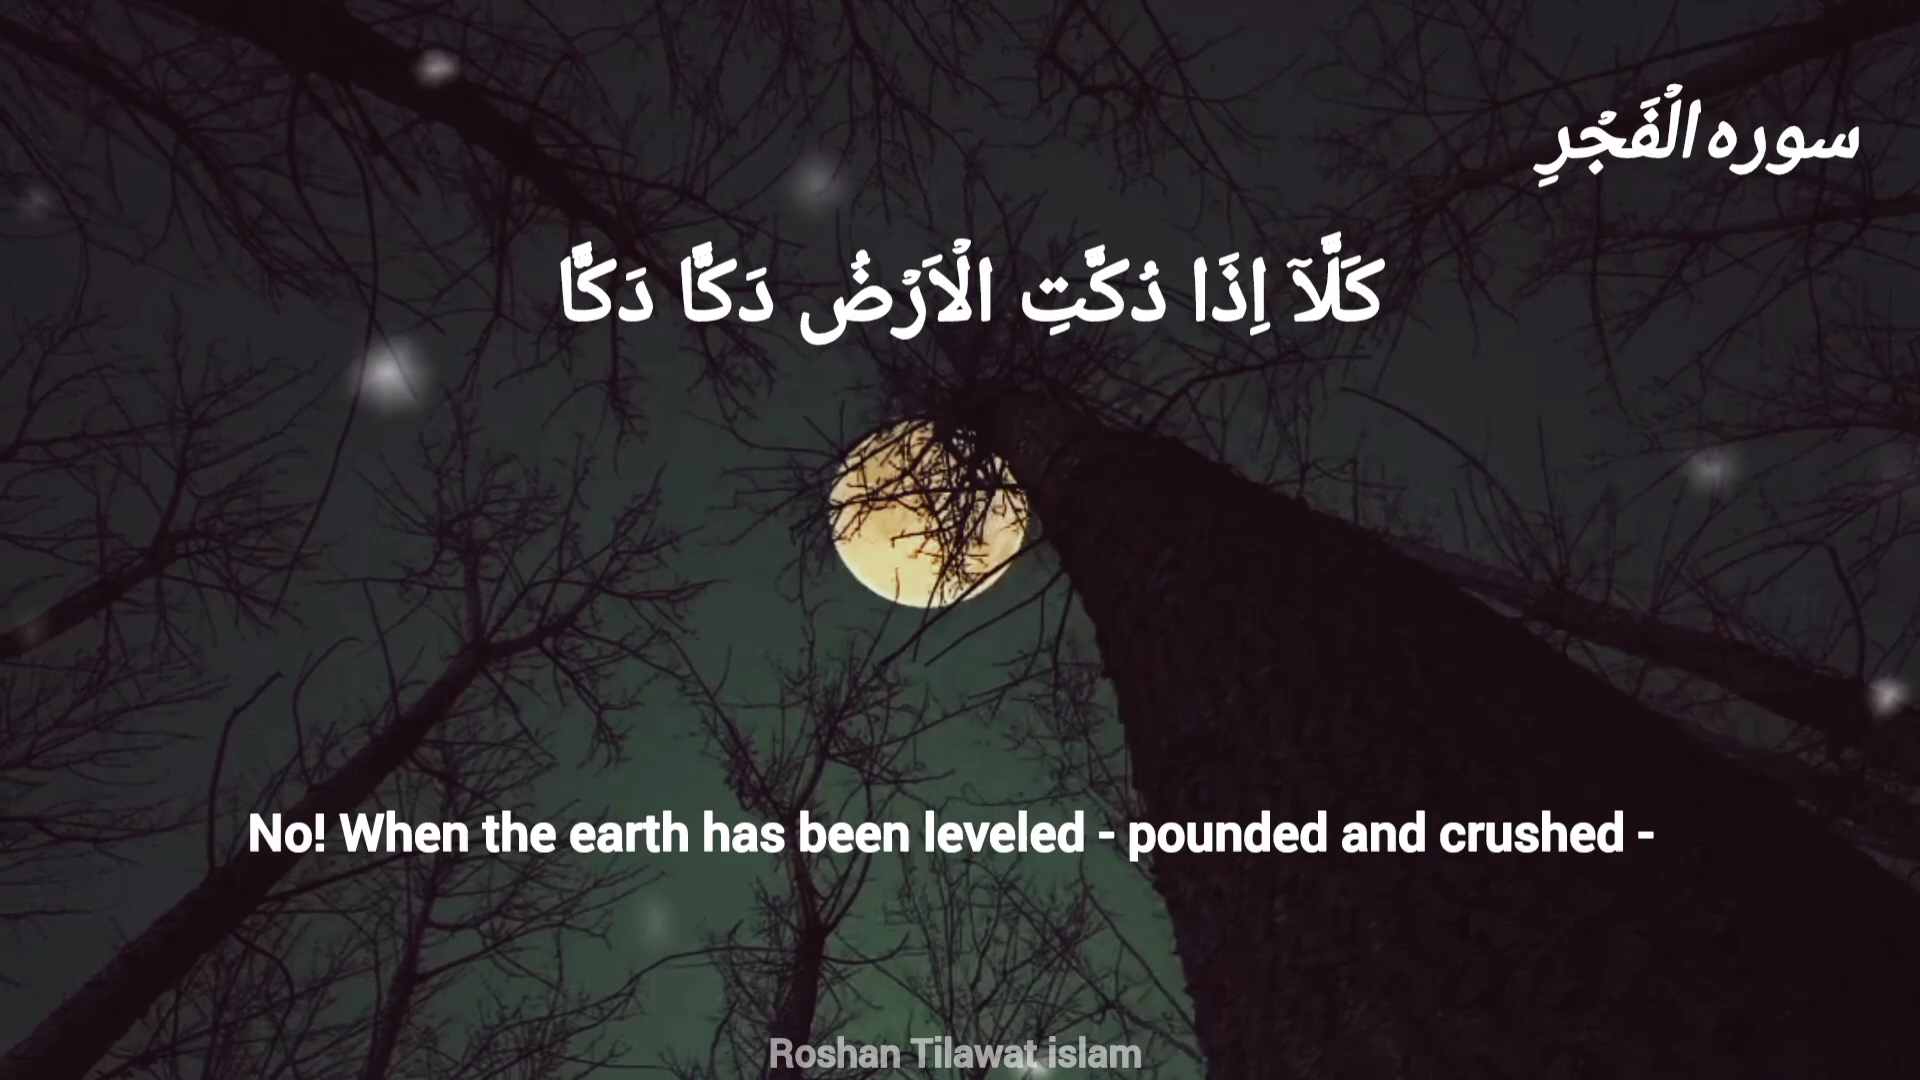 سوره الْفَجْرِ
كَلَّآ اِذَا دُكَّتِ الْاَرْضُ دَكًّا دَكًّا
No! When the earth has been leveled - pounded and crushed -
Roshan Tilawat islam